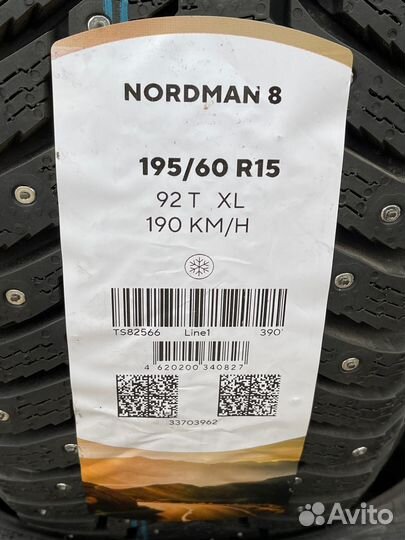 NORDMAN 8
195/60 R15
92 T XL
190 KM/H
TS82566 Line1 390'
4 620200 340827
33703962
Avito